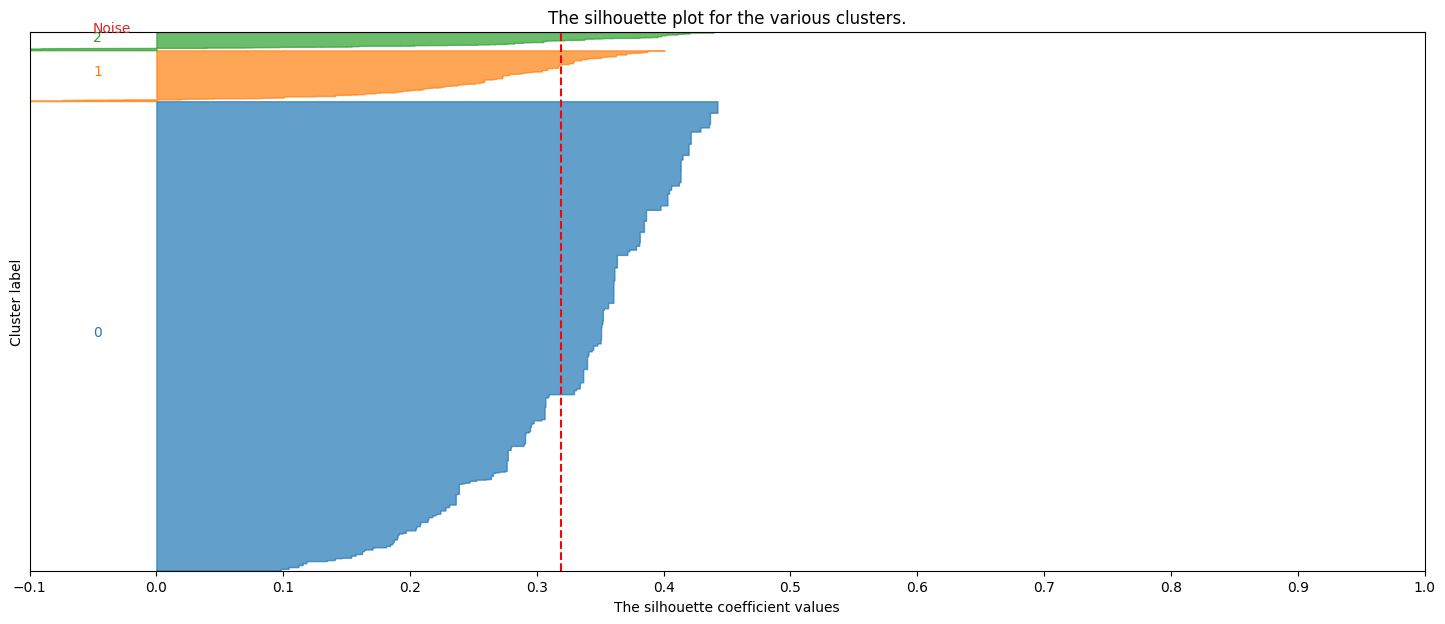 The silhouette plot for the various clusters.
Noise
2
1
0
Cluster label
−0.1 0.0 0.1 0.2 0.3 0.4 0.5 0.6 0.7 0.8 0.9 1.0
The silhouette coefficient values